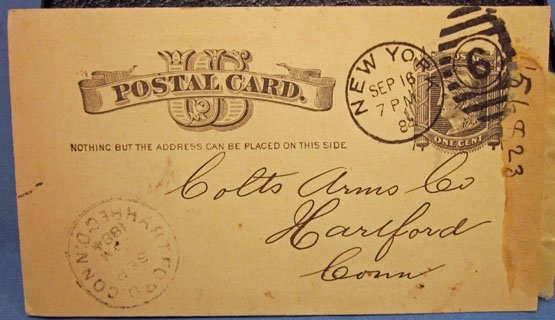 US
POSTAL CARD.
NOTHING BUT THE ADDRESS CAN BE PLACED ON THIS SIDE
NEW YORK
SEP 16
7 PM
84
6
ONE CENT
Colts Arms Co
Hartford
Conn
HARTFORD CONN.